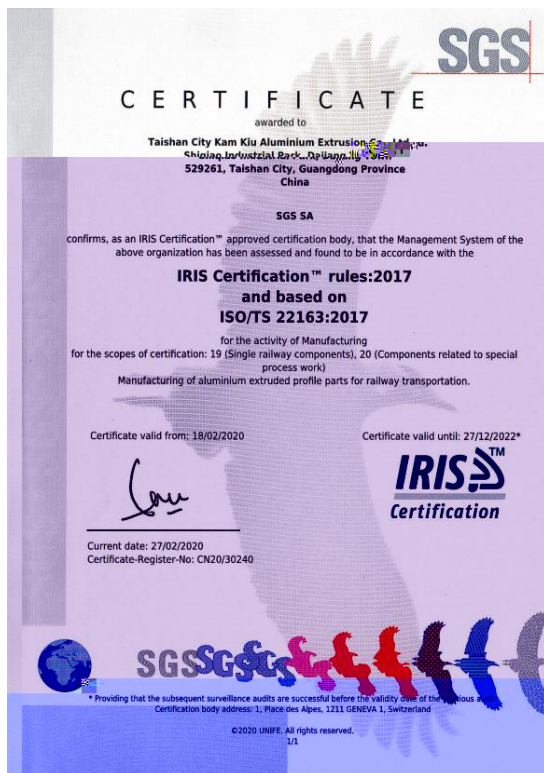 SGS
CERTIFICATE
awarded to
Taishan City Kam Kiu Aluminium Extrusion Co., Ltd.
Industrial Park,
529261, Taishan City, Guangdong Province
China
SGS SA
confirms, as an IRIS Certification™ approved certification body, that the Management System of the
above organization has been assessed and found to be in accordance with the
IRIS Certification™ rules:2017
and based on
ISO/TS 22163:2017
for the activity of Manufacturing
for the scopes of certification: 19 (Single railway components), 20 (Components related to special
process work)
Manufacturing of aluminium extruded profile parts for railway transportation.
Certificate valid from: 18/02/2020
Certificate valid until: 27/12/2022*
IRIS™
Certification
Current date: 27/02/2020
Certificate-Register-No: CN20/30240
SGS SGS
* Providing that the subsequent surveillance audits are successful before the validity date of the
Certification body address: 1, Place des Alpes, 1211 GENEVA 1, Switzerland
©2020 UNIFE. All rights reserved.
1/1